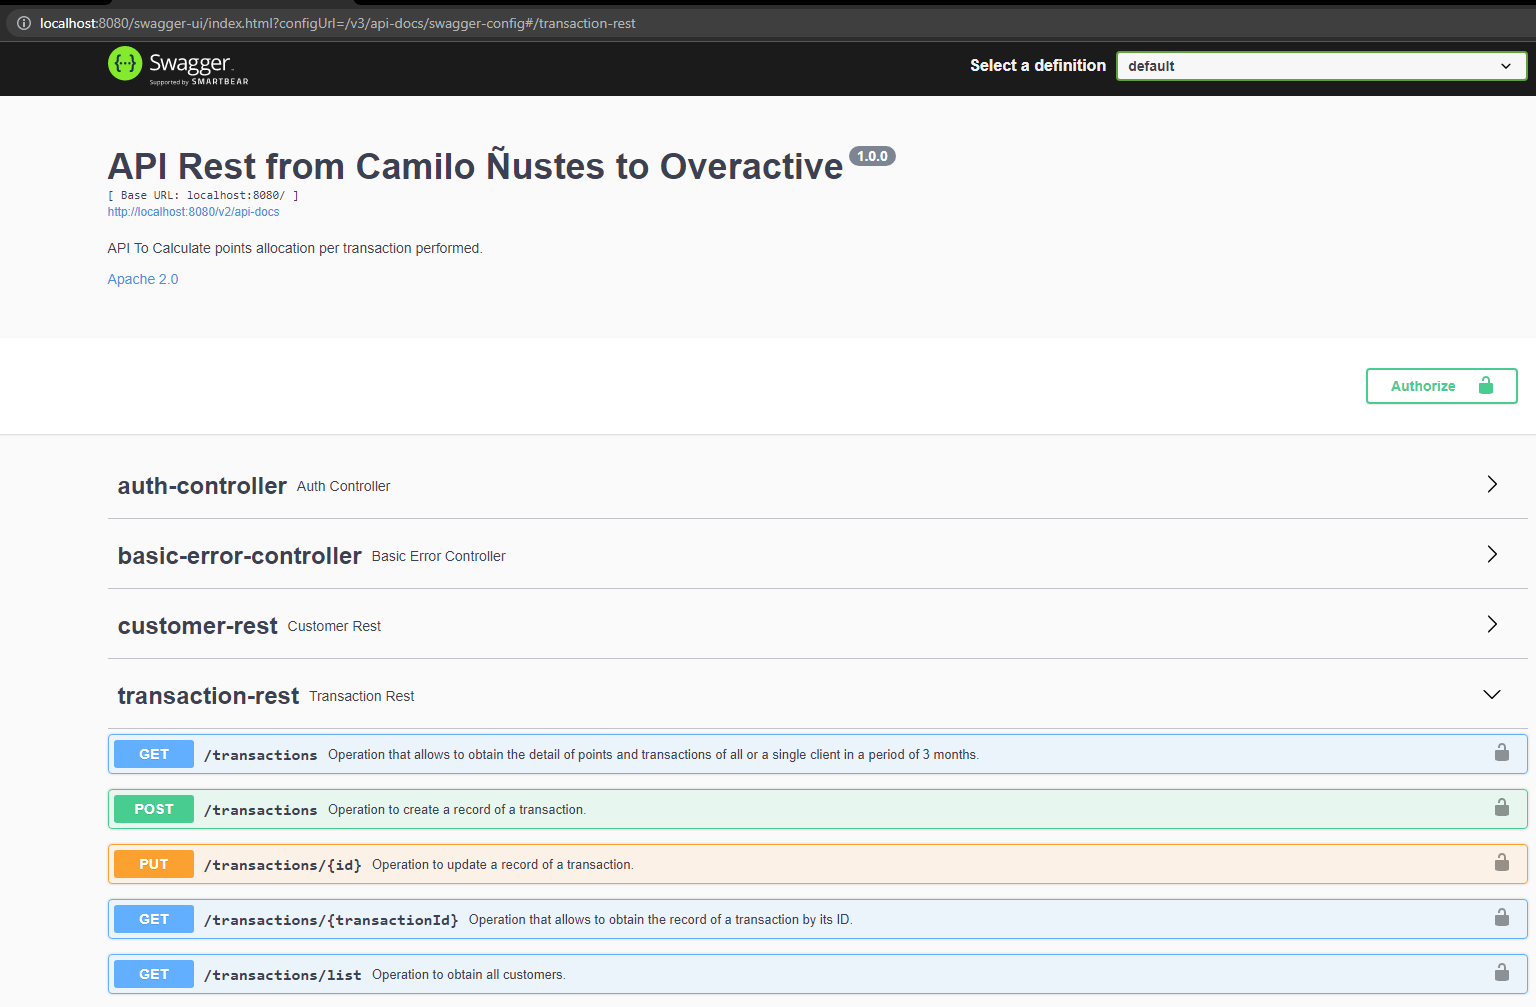 localhost:8080/swagger-ui/index.html?configUrl=/v3/api-docs/swagger-config#/transaction-rest
{···} Swagger.
Supported by SMARTBEAR
Select a definition default
API Rest from Camilo Ñustes to Overactive 1.0.0
[ Base URL: localhost:8080/ ]
http://localhost:8080/v2/api-docs
API To Calculate points allocation per transaction performed.
Apache 2.0
Authorize
auth-controller Auth Controller
basic-error-controller Basic Error Controller
customer-rest Customer Rest
transaction-rest Transaction Rest
GET /transactions Operation that allows to obtain the detail of points and transactions of all or a single client in a period of 3 months.
POST /transactions Operation to create a record of a transaction.
PUT /transactions/{id} Operation to update a record of a transaction.
GET /transactions/{transactionId} Operation that allows to obtain the record of a transaction by its ID.
GET /transactions/list Operation to obtain all customers.